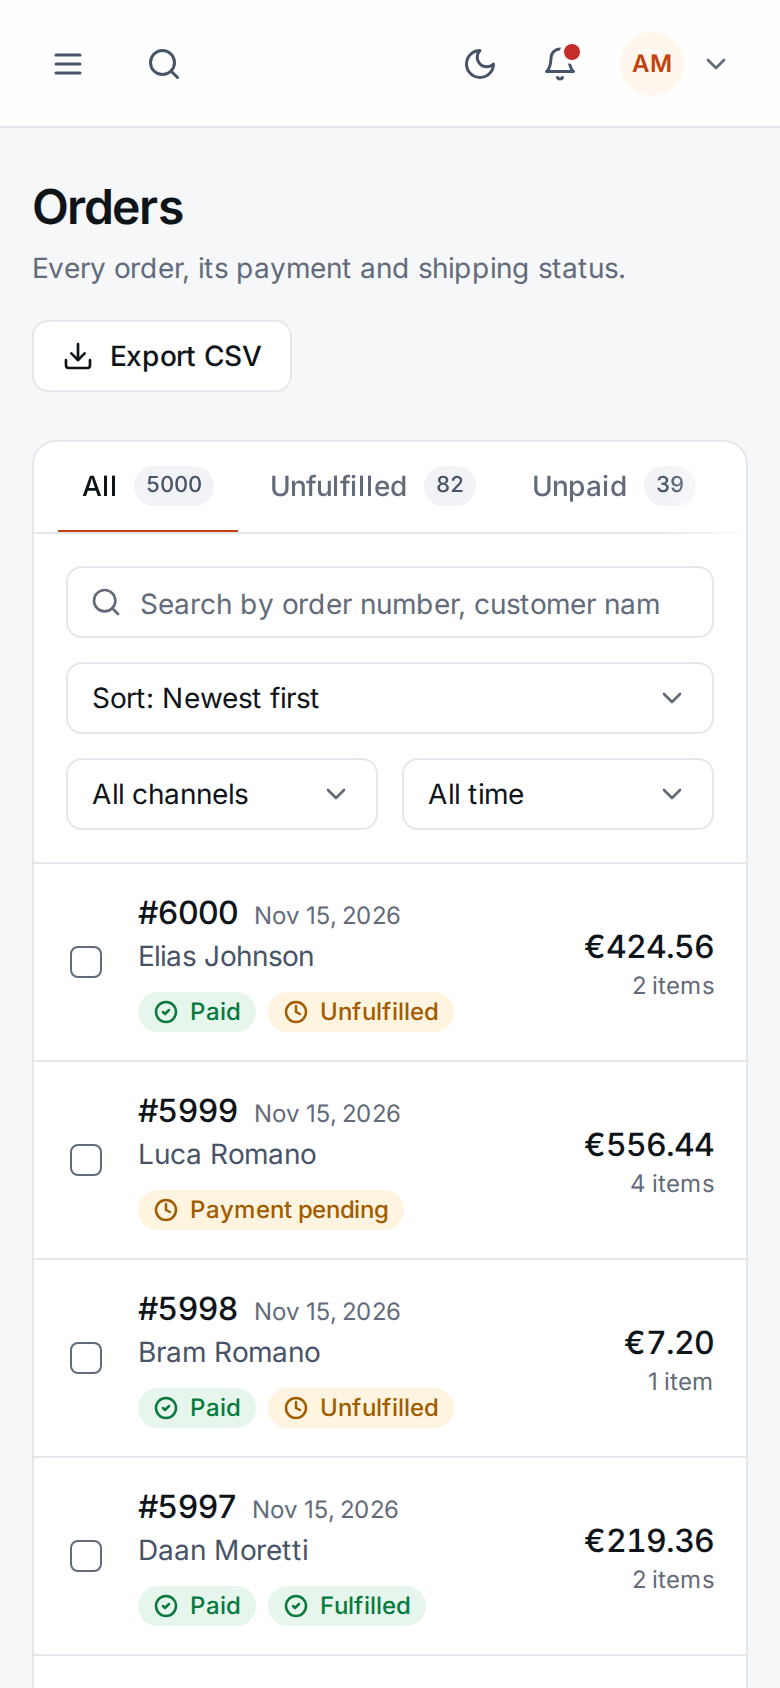 AM
Orders
Every order, its payment and shipping status.
Export CSV
All 5000 Unfulfilled 82 Unpaid 39
Search by order number, customer nam
Sort: Newest first
All channels All time
#6000 Nov 15, 2026
Elias Johnson
€424.56
2 items
Paid Unfulfilled
#5999 Nov 15, 2026
Luca Romano
€556.44
4 items
Payment pending
#5998 Nov 15, 2026
Bram Romano
€7.20
1 item
Paid Unfulfilled
#5997 Nov 15, 2026
Daan Moretti
€219.36
2 items
Paid Fulfilled